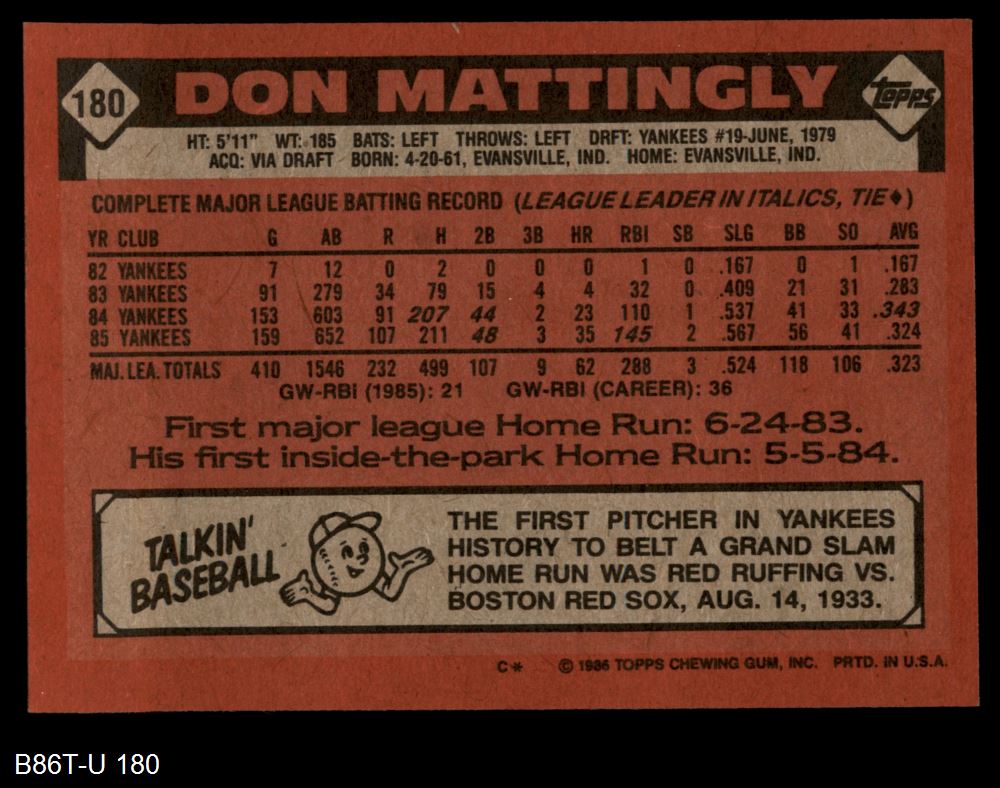 180
DON MATTINGLY
topps
HT: 5'11" WT: 185 BATS: LEFT THROWS: LEFT DRFT: YANKEES #19-JUNE, 1979
ACQ: VIA DRAFT BORN: 4-20-61, EVANSVILLE, IND. HOME: EVANSVILLE, IND.
COMPLETE MAJOR LEAGUE BATTING RECORD (LEAGUE LEADER IN ITALICS, TIE♦)
YR CLUB G AB R H 2B 3B HR RBI SB SLG BB SO AVG
82 YANKEES 7 12 0 2 0 0 0 1 0 .167 0 1 .167
83 YANKEES 91 279 34 79 15 4 4 32 0 .409 21 31 .283
84 YANKEES 153 603 91 207 44 2 23 110 1 .537 41 33 .343
85 YANKEES 159 652 107 211 48 3 35 145 2 .567 56 41 .324
MAJ. LEA. TOTALS 410 1546 232 499 107 9 62 288 3 .524 118 106 .323
GW-RBI (1985): 21 GW-RBI (CAREER): 36
First major league Home Run: 6-24-83.
His first inside-the-park Home Run: 5-5-84.
TALKIN'
BASEBALL
THE FIRST PITCHER IN YANKEES
HISTORY TO BELT A GRAND SLAM
HOME RUN WAS RED RUFFING VS.
BOSTON RED SOX, AUG. 14, 1933.
C* © 1986 TOPPS CHEWING GUM, INC. PRTD. IN U.S.A.
B86T-U 180